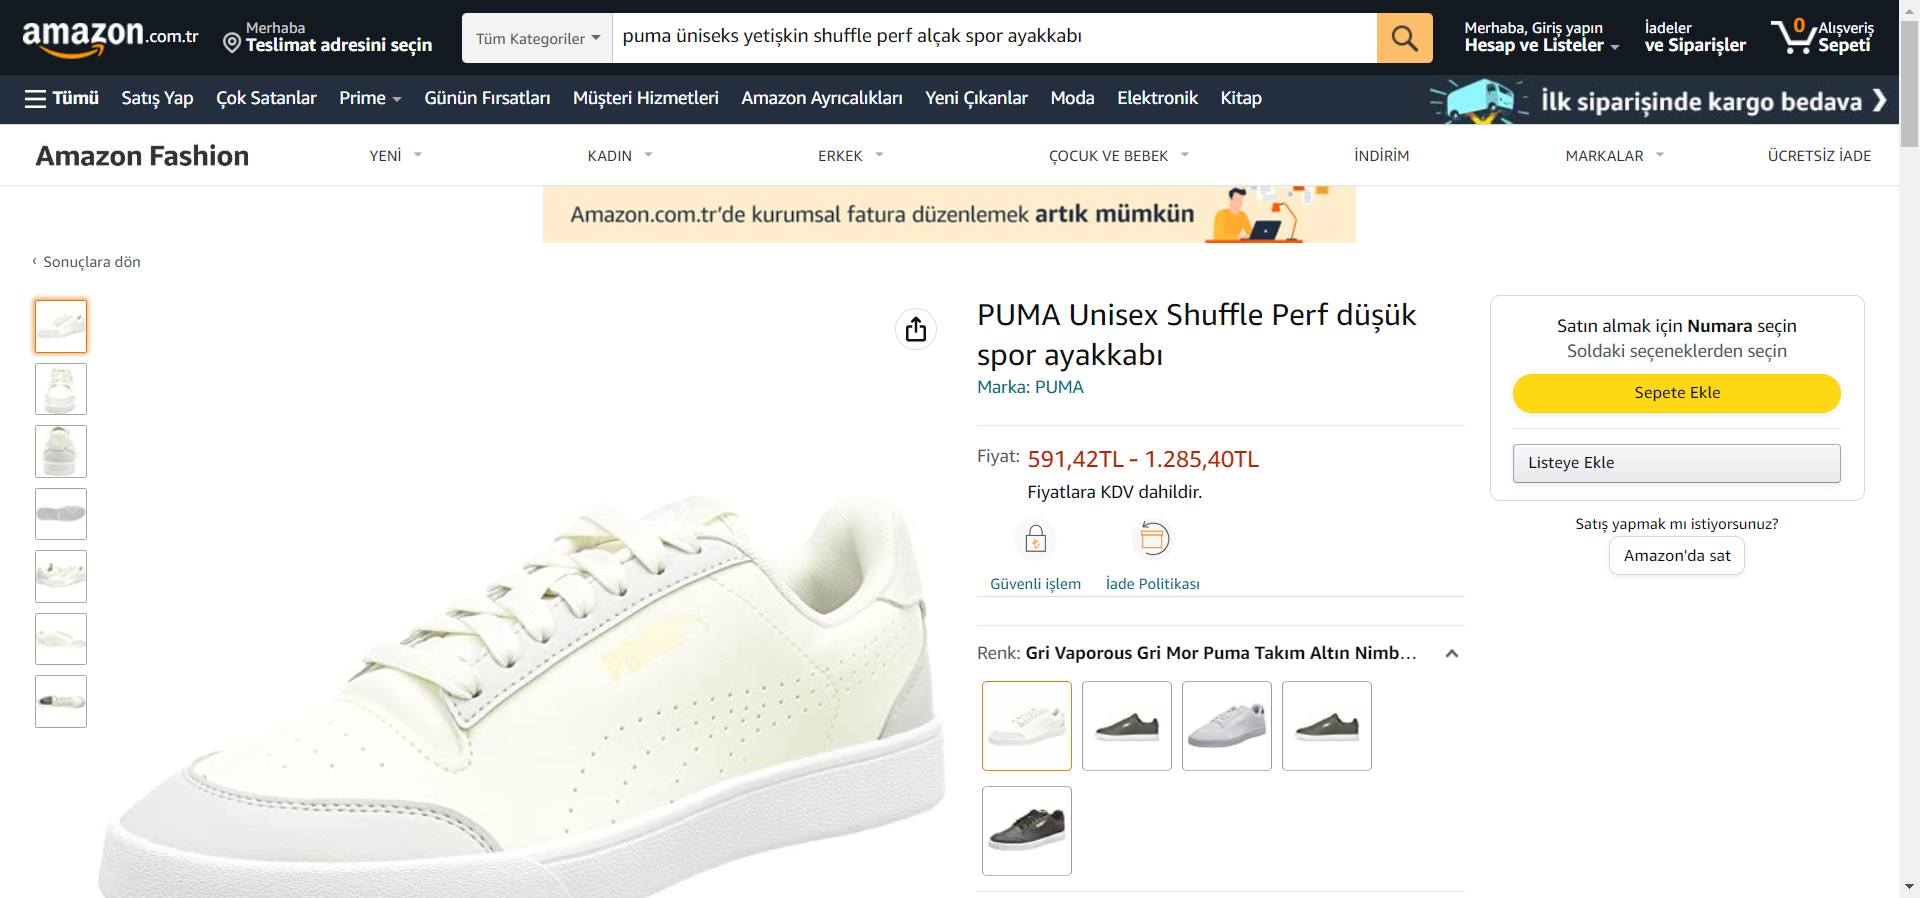 amazon.com.tr
Merhaba
Teslimat adresini seçin
Tüm Kategoriler
puma üniseks yetişkin shuffle perf alçak spor ayakkabı
Merhaba, Giriş yapın
Hesap ve Listeler
İadeler
ve Siparişler
0
Alışveriş
Sepeti
Tümü
Satış Yap
Çok Satanlar
Prime
Günün Fırsatları
Müşteri Hizmetleri
Amazon Ayrıcalıkları
Yeni Çıkanlar
Moda
Elektronik
Kitap
İlk siparişinde kargo bedava
Amazon Fashion
YENİ
KADIN
ERKEK
ÇOCUK VE BEBEK
İNDİRİM
MARKALAR
ÜCRETSİZ İADE
Amazon.com.tr'de kurumsal fatura düzenlemek artık mümkün
‹ Sonuçlara dön
PUMA Unisex Shuffle Perf düşük
spor ayakkabı
Marka: PUMA
Fiyat: 591,42TL - 1.285,40TL
Fiyatlara KDV dahildir.
Güvenli işlem
İade Politikası
Renk: Gri Vaporous Gri Mor Puma Takım Altın Nimb…
PUMA
Satın almak için Numara seçin
Soldaki seçeneklerden seçin
Sepete Ekle
Listeye Ekle
Satış yapmak mı istiyorsunuz?
Amazon'da sat